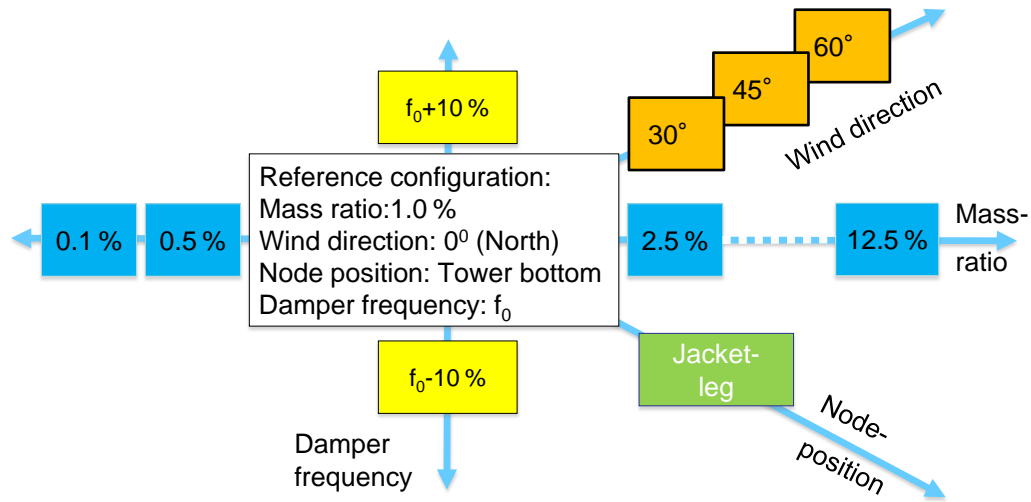 60°
45°
30°
Wind direction
f₀+10 %
Reference configuration:
Mass ratio:1.0 %
Wind direction: 0⁰ (North)
Node position: Tower bottom
Damper frequency: f₀
0.1 %
0.5 %
2.5 %
12.5 %
Mass-
ratio
f₀-10 %
Jacket-
leg
Damper
frequency
Node-
position